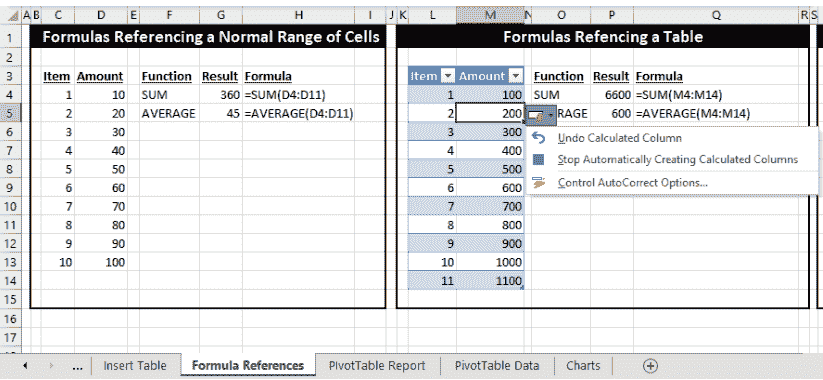 A B C D E F G H I J K L M N O P Q R S
1 Formulas Referencing a Normal Range of Cells Formulas Refencing a Table
2
3 Item Amount Function Result Formula Item Amount Function Result Formula
4 1 10 SUM 360 =SUM(D4:D11) 1 100 SUM 6600 =SUM(M4:M14)
5 2 20 AVERAGE 45 =AVERAGE(D4:D11) 2 200 RAGE 600 =AVERAGE(M4:M14)
6 3 30 3 300 Undo Calculated Column
7 4 40 4 400 Stop Automatically Creating Calculated Columns
8 5 50 5 500 Control AutoCorrect Options...
9 6 60 6 600
10 7 70 7 700
11 8 80 8 800
12 9 90 9 900
13 10 100 10 1000
14 11 1100
15
16
17
... Insert Table Formula References PIvotTable Report PivotTable Data Charts